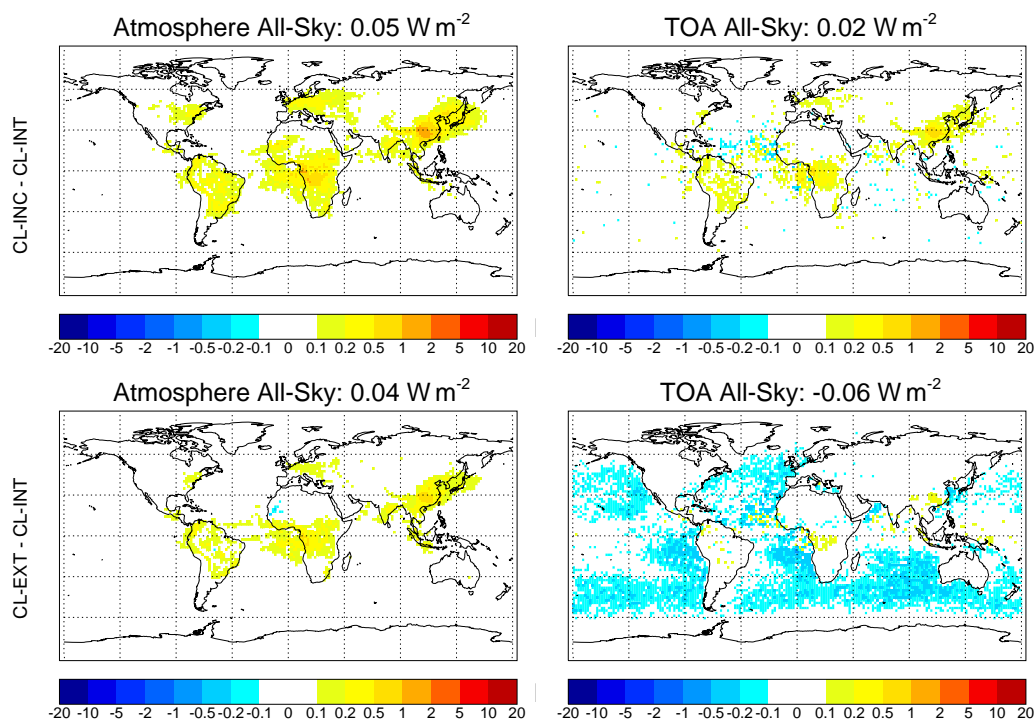 Atmosphere All-Sky: 0.05 W m-2
TOA All-Sky: 0.02 W m-2
CL-INC - CL-INT
-20 -10 -5 -2 -1 -0.5 -0.2 -0.1 0 0.1 0.2 0.5 1 2 5 10 20
-20 -10 -5 -2 -1 -0.5 -0.2 -0.1 0 0.1 0.2 0.5 1 2 5 10 20
Atmosphere All-Sky: 0.04 W m-2
TOA All-Sky: -0.06 W m-2
CL-EXT - CL-INT
-20 -10 -5 -2 -1 -0.5 -0.2 -0.1 0 0.1 0.2 0.5 1 2 5 10 20
-20 -10 -5 -2 -1 -0.5 -0.2 -0.1 0 0.1 0.2 0.5 1 2 5 10 20